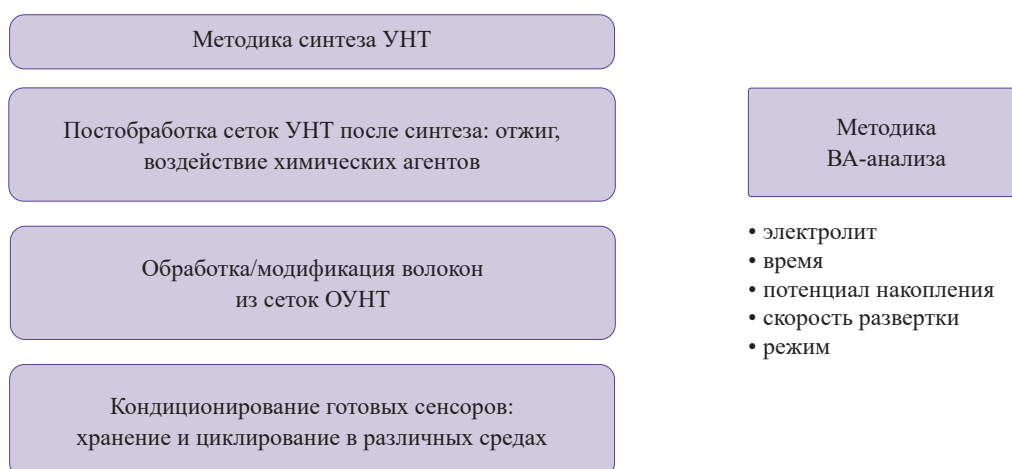 Методика синтеза УНТ
Постобработка сеток УНТ после синтеза: отжиг,
воздействие химических агентов
Обработка/модификация волокон
из сеток ОУНТ
Кондиционирование готовых сенсоров:
хранение и циклирование в различных средах
Методика
ВА-анализа
• электролит
• время
• потенциал накопления
• скорость развертки
• режим